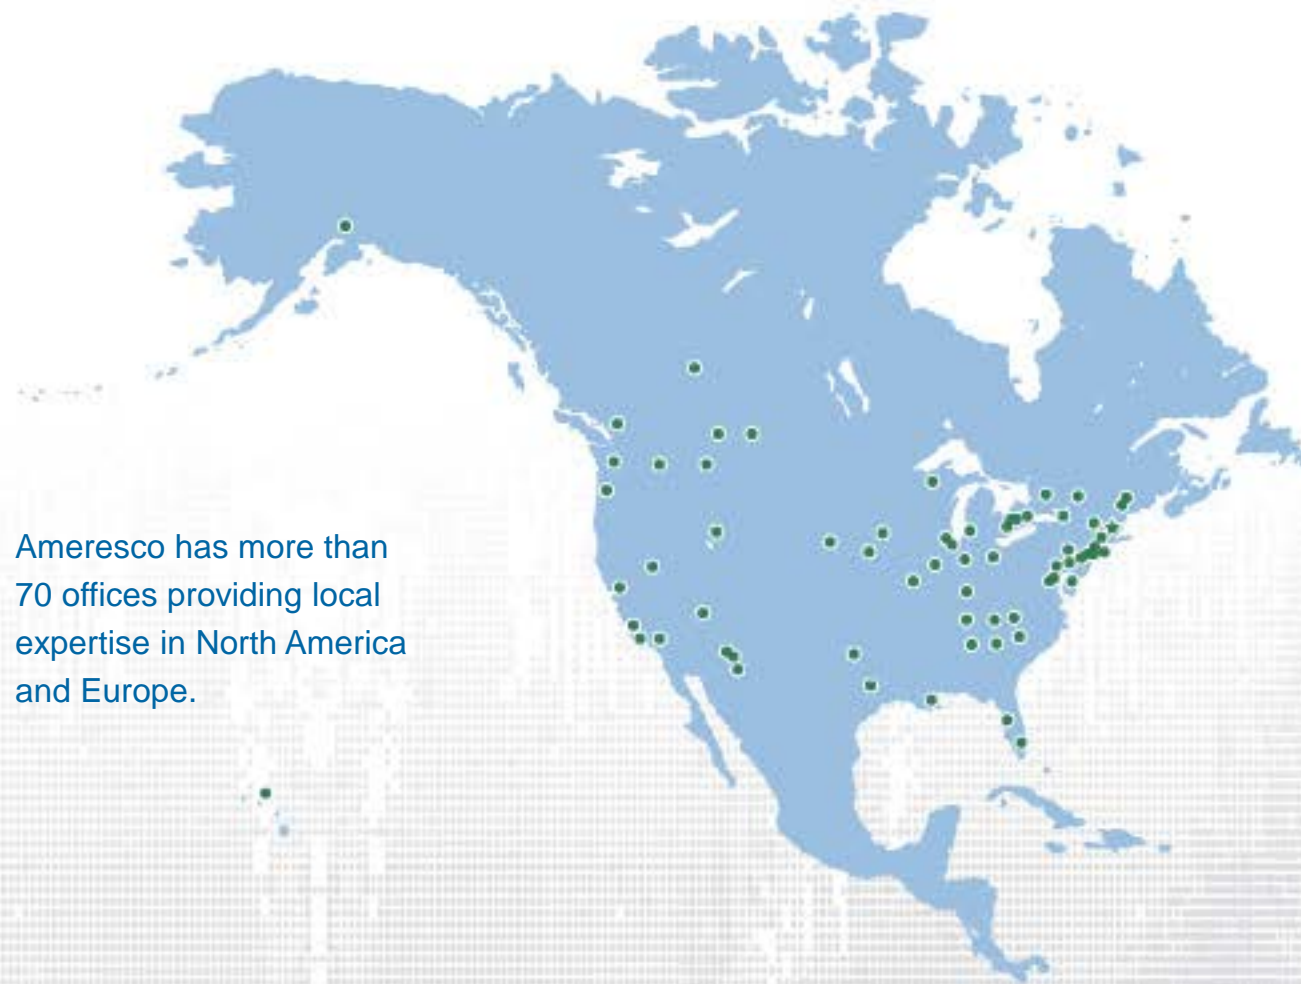 Ameresco has more than
70 offices providing local
expertise in North America
and Europe.